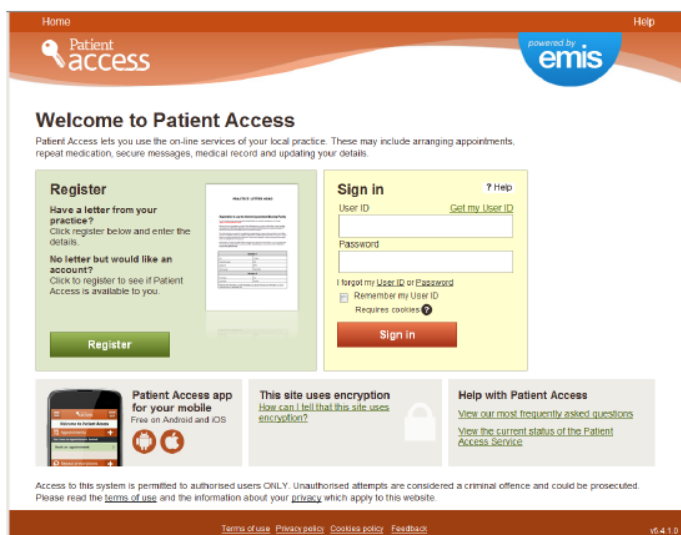 Home
Help
Patient
access
powered by
emis
Welcome to Patient Access
Patient Access lets you use the on-line services of your local practice. These may include arranging appointments,
repeat medication, secure messages, medical record and updating your details.
Register
Have a letter from your
practice?
Click register below and enter the
details.
No letter but would like an
account?
Click to register to see if Patient
Access is available to you.
Register
Sign in
? Help
User ID
Get my User ID
Password
I forgot my User ID or Password
Remember my User ID
Requires cookies ?
Sign in
Patient Access app
for your mobile
Free on Android and iOS
Welcome to Patient Access
This site uses encryption
How can I tell that this site uses
encryption?
Help with Patient Access
View our most frequently asked questions
View the current status of the Patient
Access Service
Access to this system is permitted to authorised users ONLY. Unauthorised attempts are considered a criminal offence and could be prosecuted.
Please read the terms of use and the information about your privacy which apply to this website.
Terms of use Privacy policy Cookies policy Feedback
v5.4.1.0